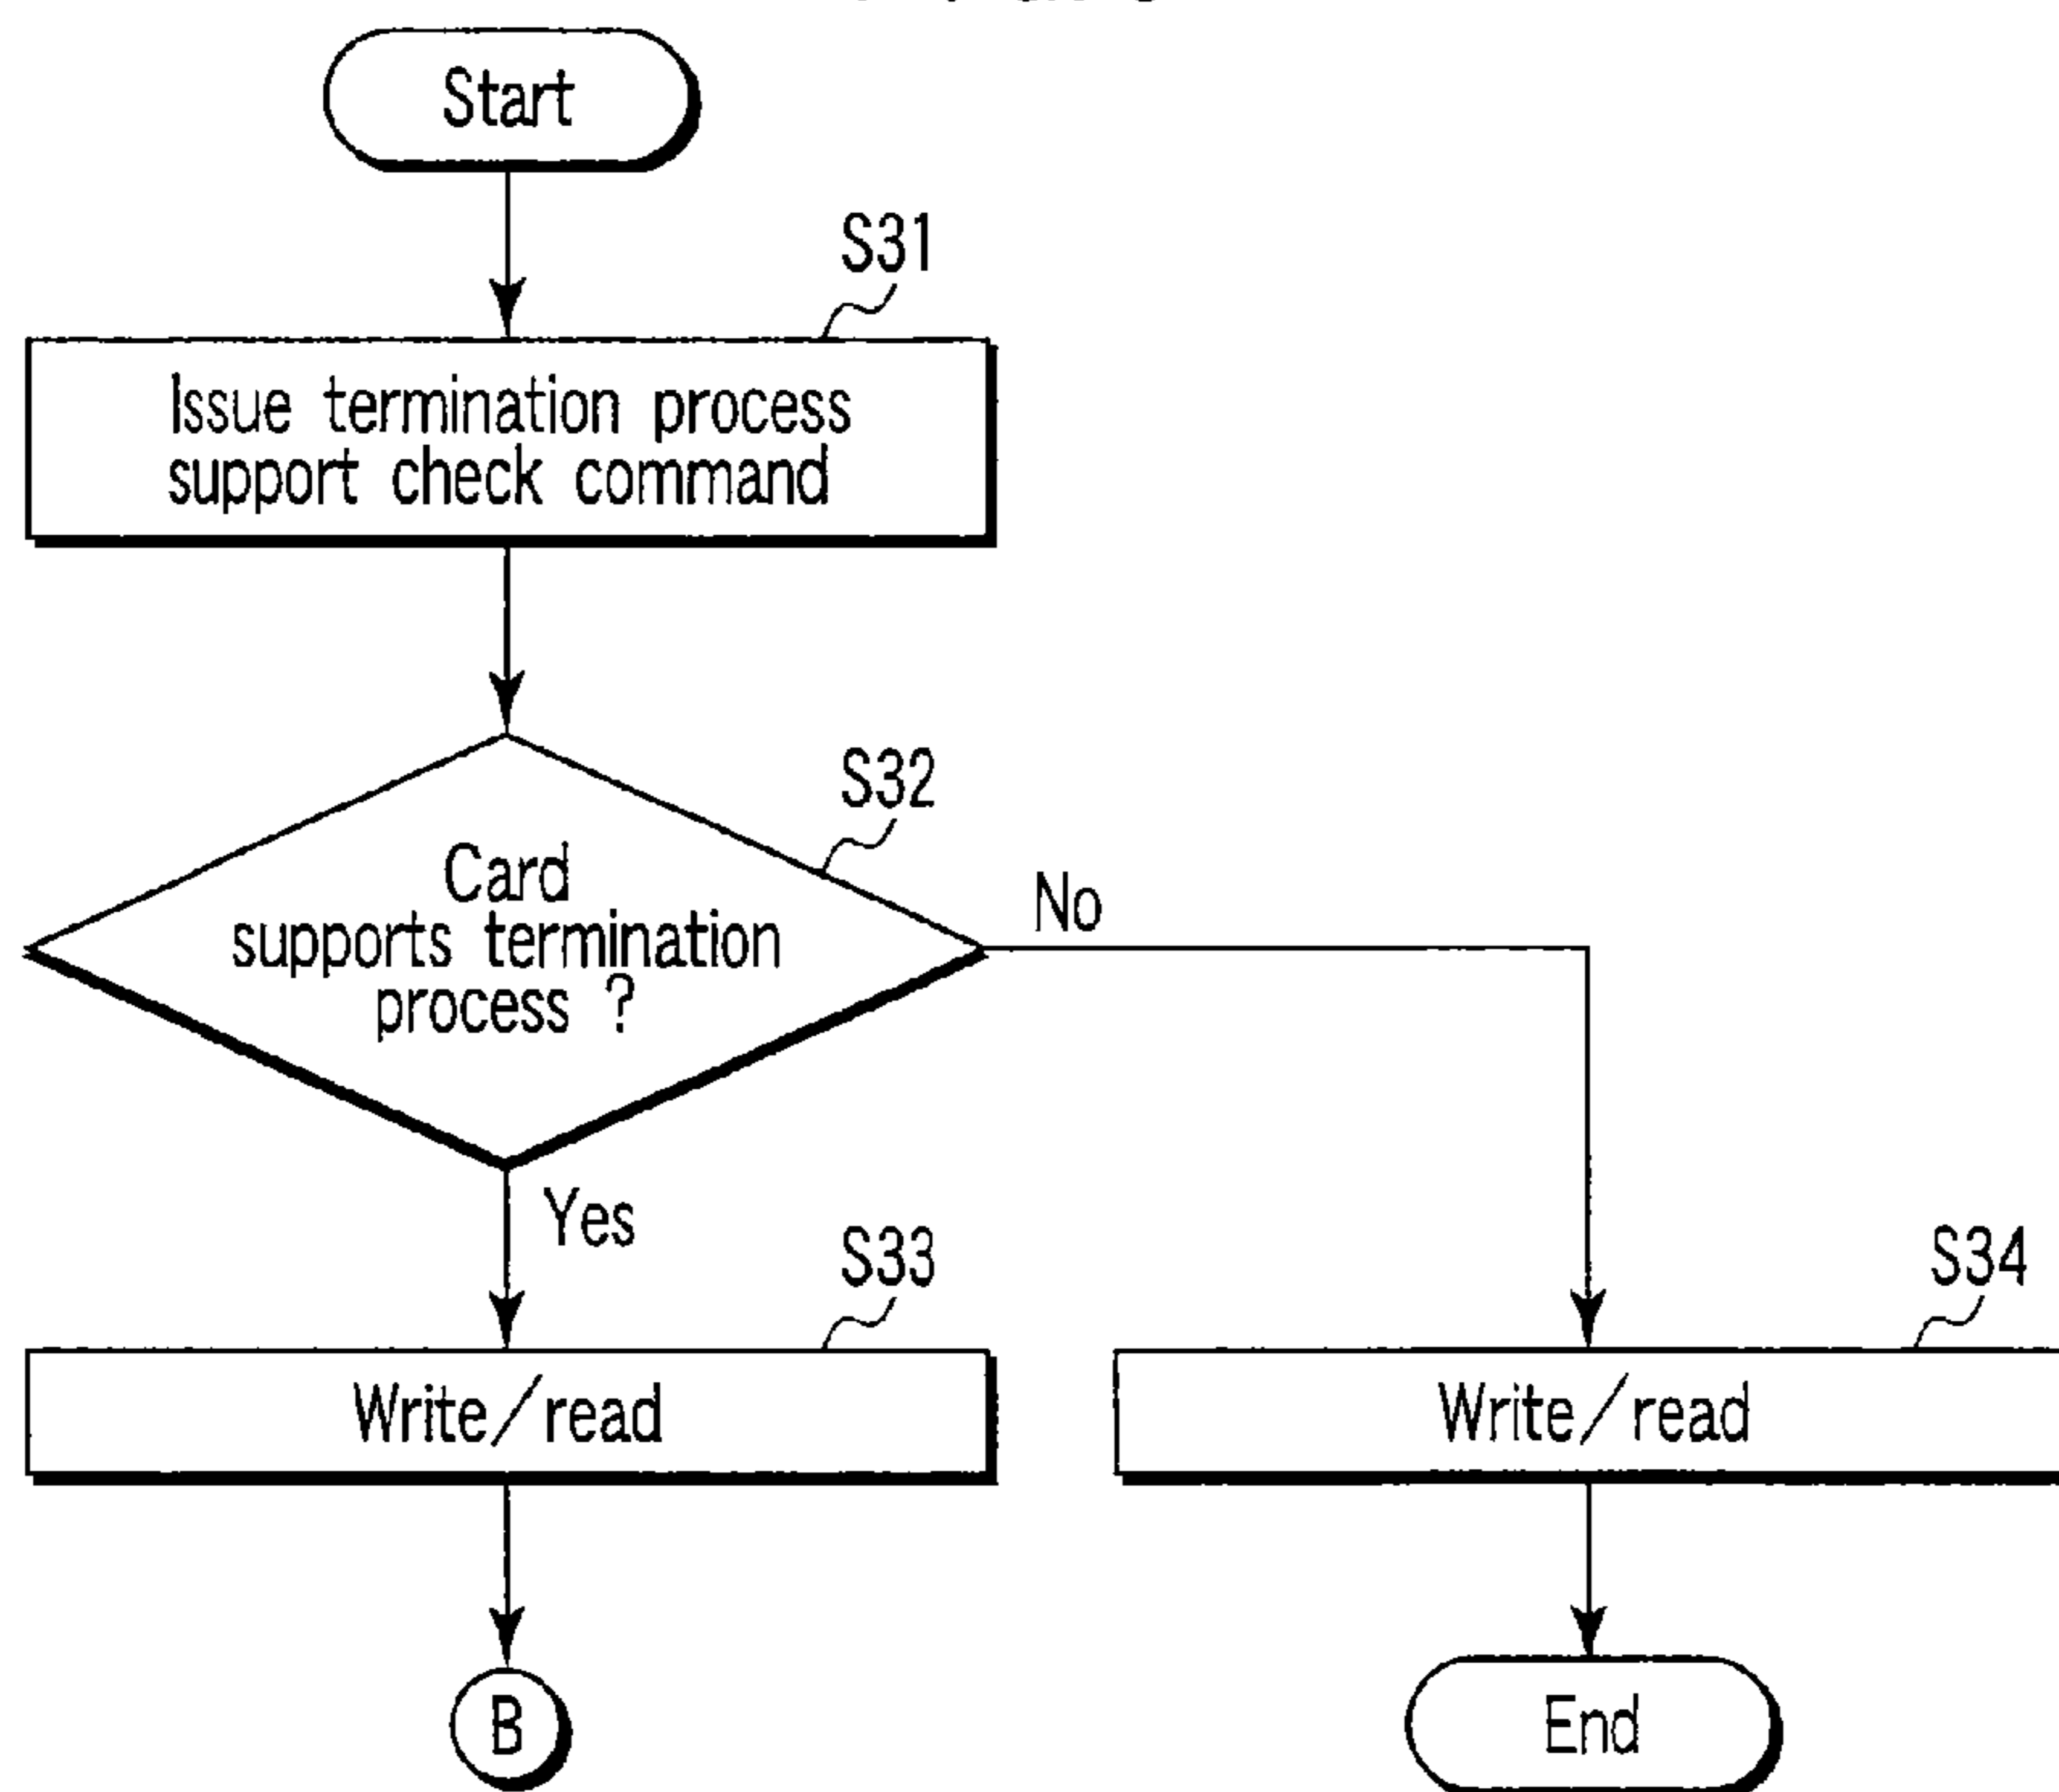 Start
S31
Issue termination process
support check command
S32
Card
supports termination
process ?
No
Yes
S33
Write/read
S34
Write/read
B
End